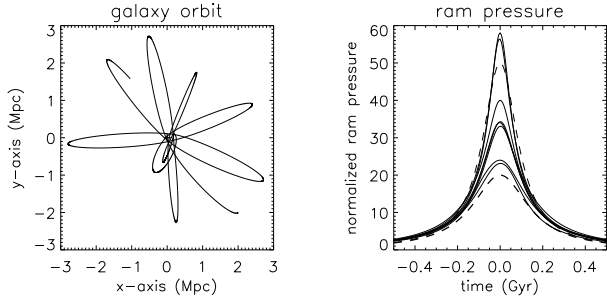 galaxy orbit
3
2
1
0
−1
−2
−3
y−axis (Mpc)
−3 −2 −1 0 1 2 3
x−axis (Mpc)
ram pressure
60
50
40
30
20
10
0
normalized ram pressure
−0.4 −0.2 0.0 0.2 0.4
time (Gyr)